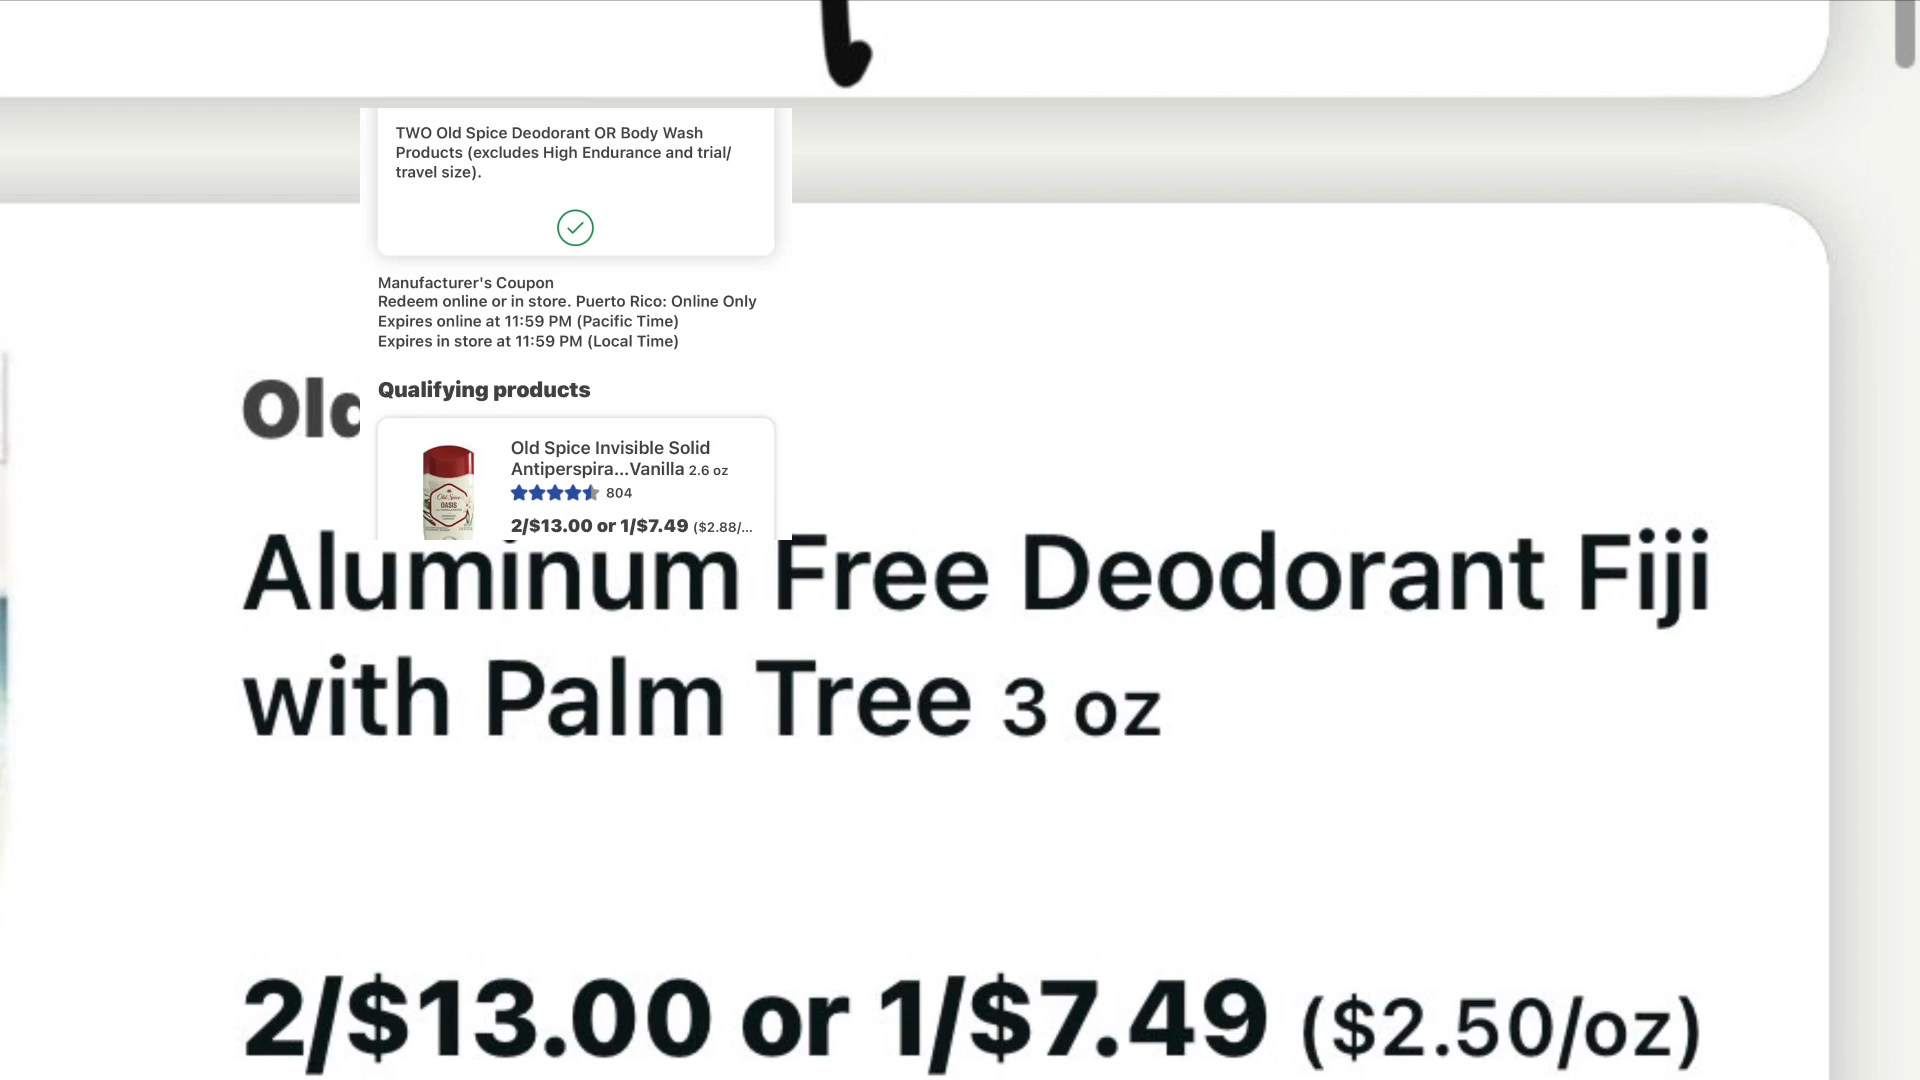 TWO Old Spice Deodorant OR Body Wash
Products (excludes High Endurance and trial/
travel size).
Manufacturer's Coupon
Redeem online or in store. Puerto Rico: Online Only
Expires online at 11:59 PM (Pacific Time)
Expires in store at 11:59 PM (Local Time)
Qualifying products
Old Spice Invisible Solid
Antiperspira...Vanilla 2.6 oz
804
2/$13.00 or 1/$7.49 ($2.88/...
Old Spice
OASIS
Old
Aluminum Free Deodorant Fiji
with Palm Tree 3 oz
2/$13.00 or 1/$7.49 ($2.50/oz)